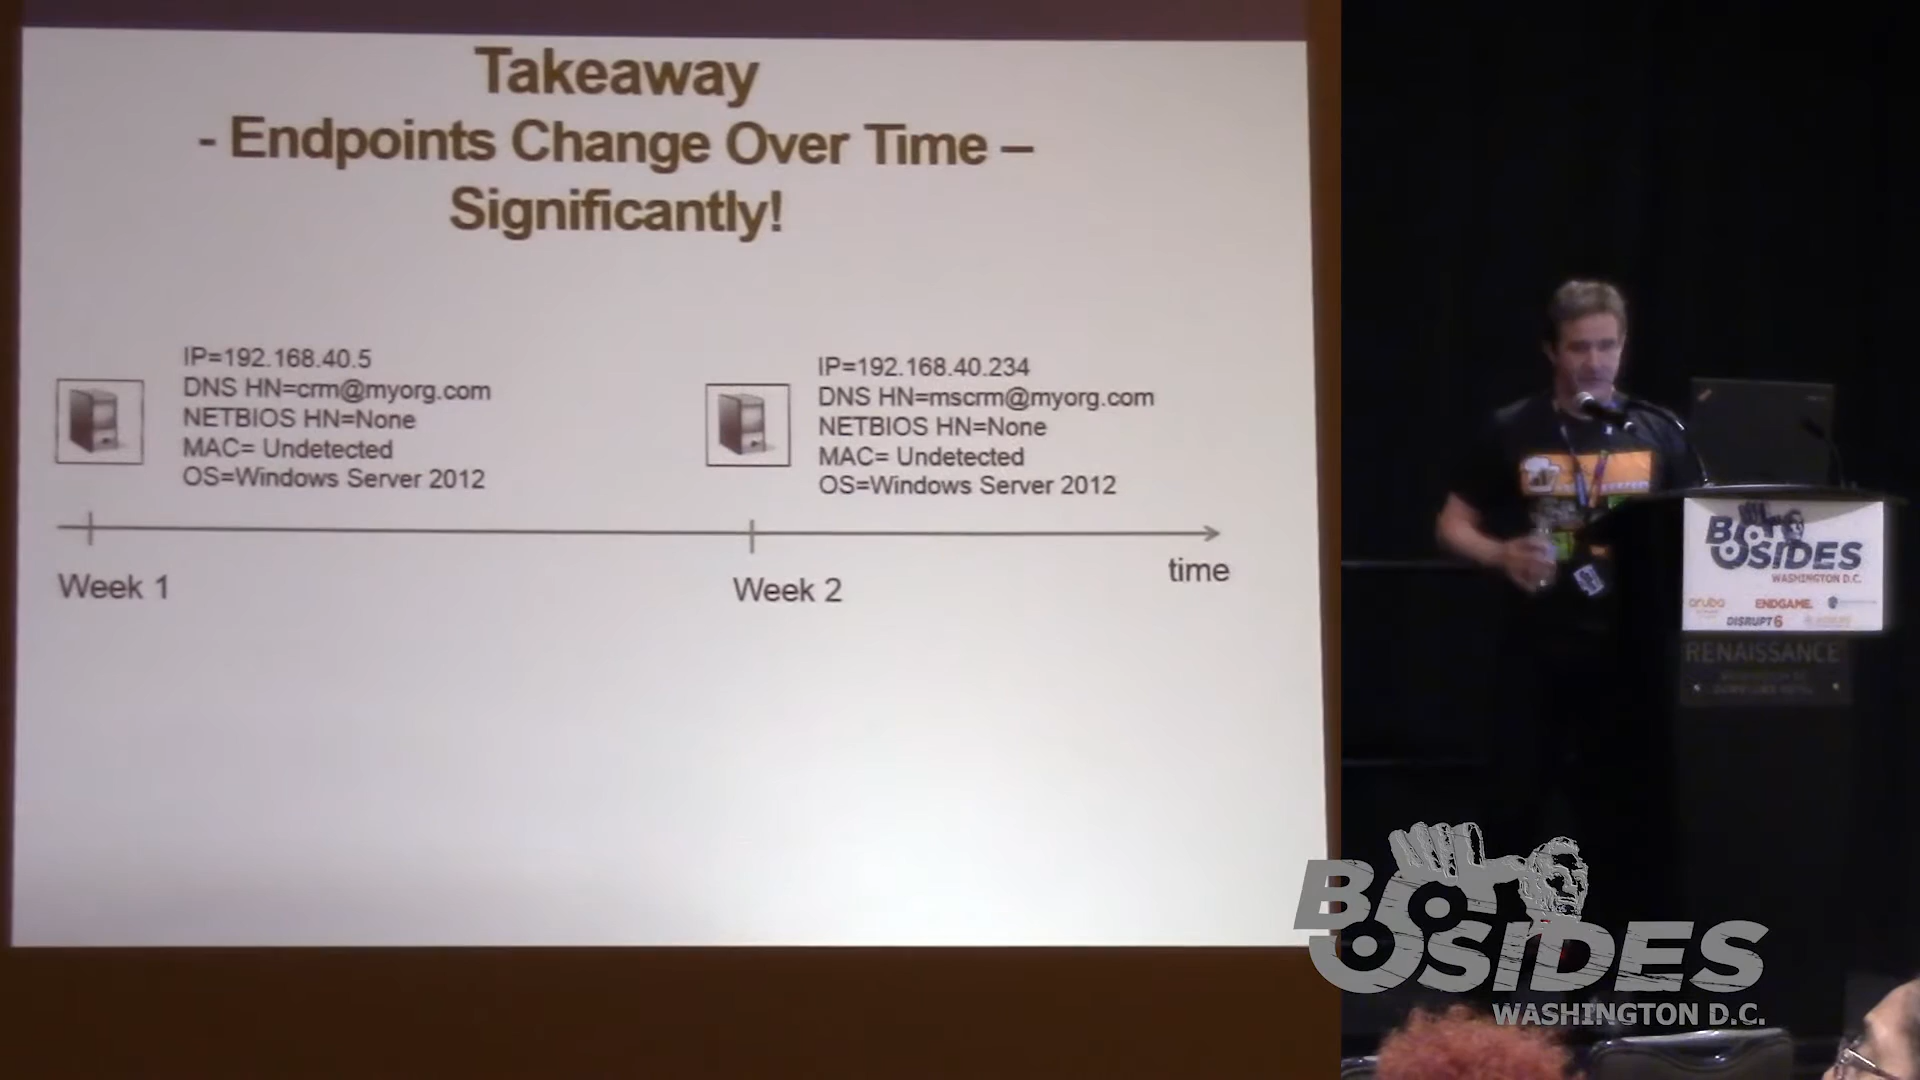 Takeaway
- Endpoints Change Over Time –
Significantly!
IP=192.168.40.5
DNS HN=crm@myorg.com
NETBIOS HN=None
MAC= Undetected
OS=Windows Server 2012
IP=192.168.40.234
DNS HN=mscrm@myorg.com
NETBIOS HN=None
MAC= Undetected
OS=Windows Server 2012
Week 1
Week 2
time
BSIDES
WASHINGTON D.C.
aruba
ENDGAME.
DISRUPT6
RENAISSANCE
BSIDES
WASHINGTON D.C.